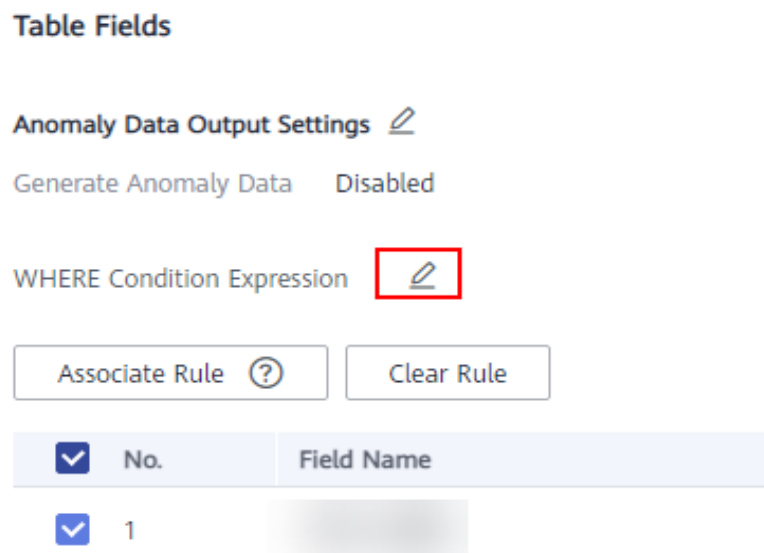 Table Fields
Anomaly Data Output Settings
Generate Anomaly Data Disabled
WHERE Condition Expression
Associate Rule ? Clear Rule
No. Field Name
1